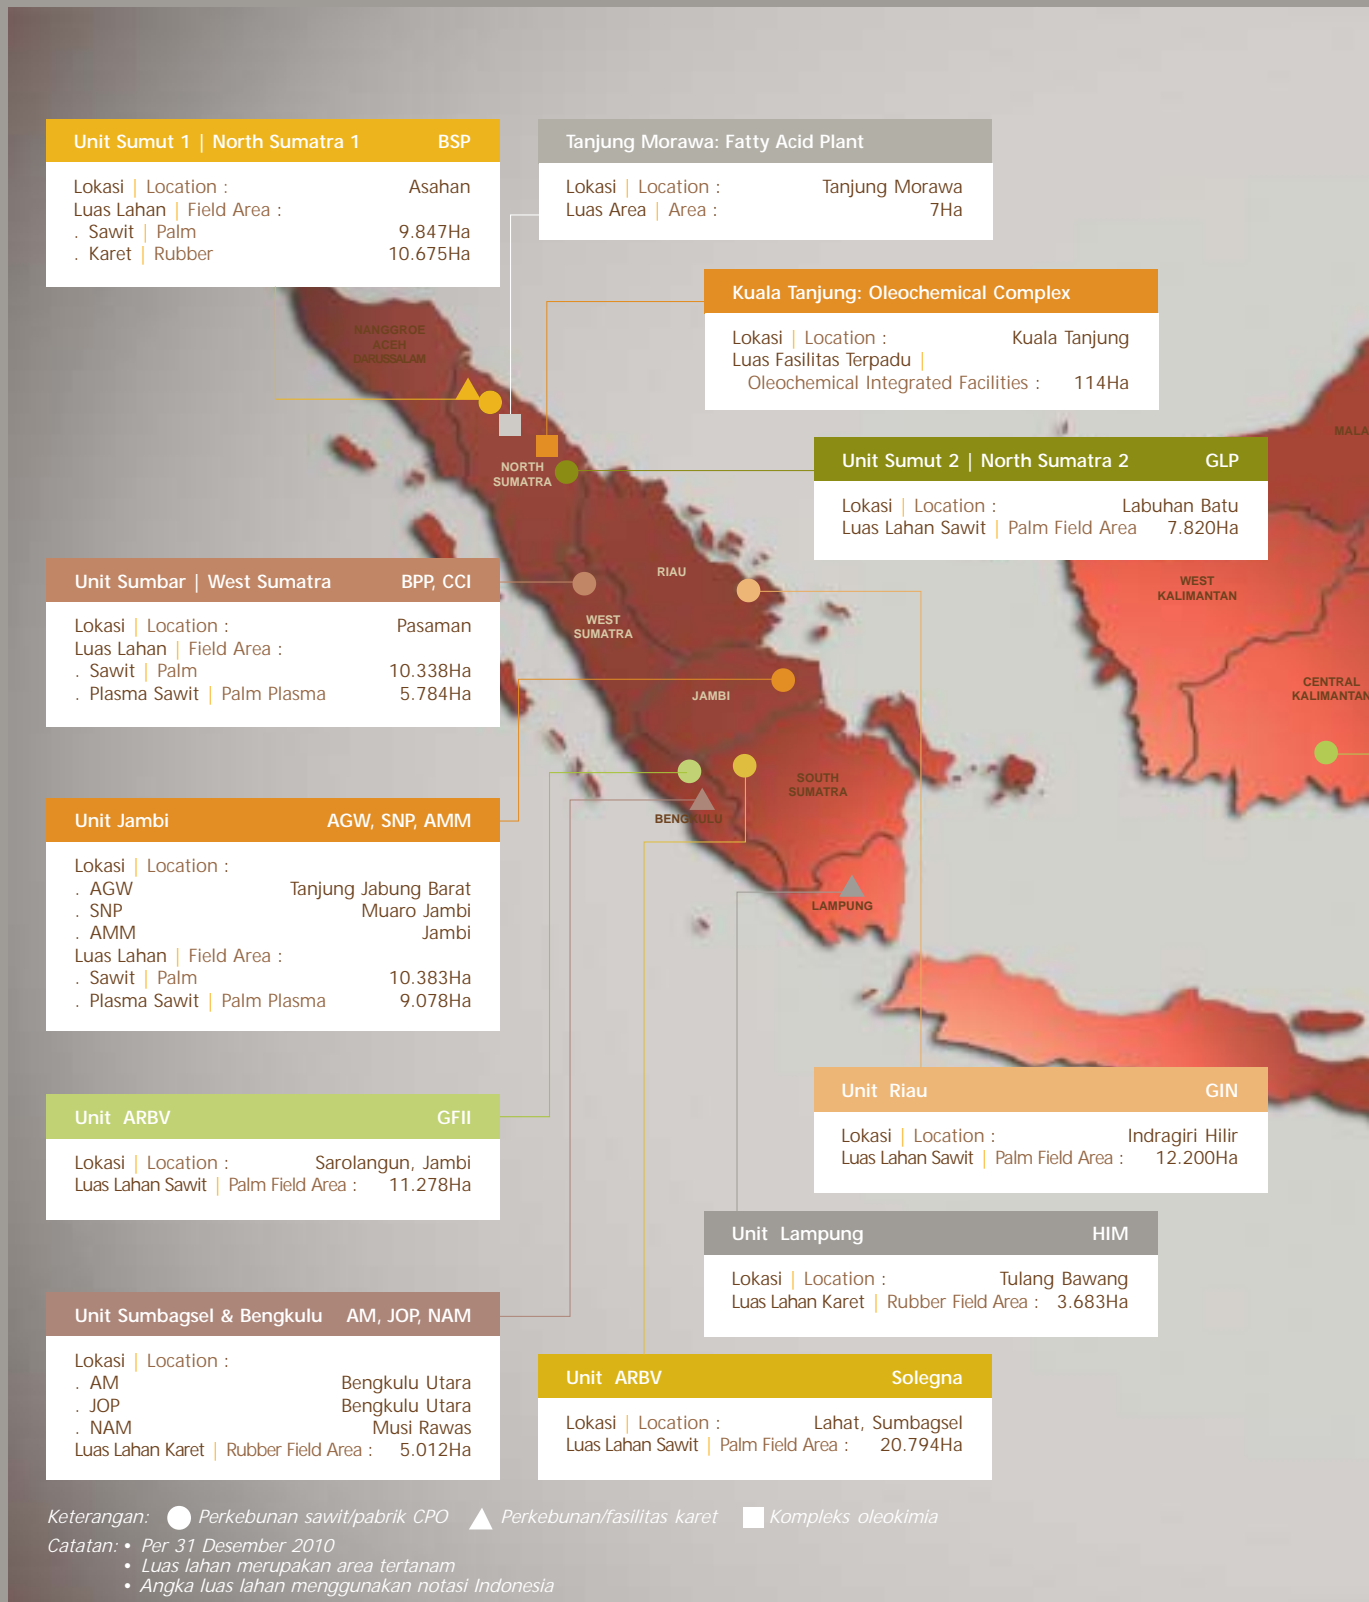 Unit Sumut 1 | North Sumatra 1 BSP
Lokasi | Location : Asahan
Luas Lahan | Field Area :
. Sawit | Palm 9.847Ha
. Karet | Rubber 10.675Ha
Tanjung Morawa: Fatty Acid Plant
Lokasi | Location : Tanjung Morawa
Luas Area | Area : 7Ha
Kuala Tanjung: Oleochemical Complex
Lokasi | Location : Kuala Tanjung
Luas Fasilitas Terpadu |
Oleochemical Integrated Facilities : 114Ha
NANGGROE
ACEH
DARUSSALAM
NORTH
SUMATRA
Unit Sumut 2 | North Sumatra 2 GLP
Lokasi | Location : Labuhan Batu
Luas Lahan Sawit | Palm Field Area 7.820Ha
MALA
WEST
KALIMANTAN
CENTRAL
KALIMANTAN
Unit Sumbar | West Sumatra BPP, CCI
Lokasi | Location : Pasaman
Luas Lahan | Field Area :
. Sawit | Palm 10.338Ha
. Plasma Sawit | Palm Plasma 5.784Ha
RIAU
WEST
SUMATRA
JAMBI
SOUTH
SUMATRA
BENGKULU
LAMPUNG
Unit Jambi AGW, SNP, AMM
Lokasi | Location :
. AGW Tanjung Jabung Barat
. SNP Muaro Jambi
. AMM Jambi
Luas Lahan | Field Area :
. Sawit | Palm 10.383Ha
. Plasma Sawit | Palm Plasma 9.078Ha
Unit ARBV GFII
Lokasi | Location : Sarolangun, Jambi
Luas Lahan Sawit | Palm Field Area : 11.278Ha
Unit Riau GIN
Lokasi | Location : Indragiri Hilir
Luas Lahan Sawit | Palm Field Area : 12.200Ha
Unit Lampung HIM
Lokasi | Location : Tulang Bawang
Luas Lahan Karet | Rubber Field Area : 3.683Ha
Unit Sumbagsel & Bengkulu AM, JOP, NAM
Lokasi | Location :
. AM Bengkulu Utara
. JOP Bengkulu Utara
. NAM Musi Rawas
Luas Lahan Karet | Rubber Field Area : 5.012Ha
Unit ARBV Solegna
Lokasi | Location : Lahat, Sumbagsel
Luas Lahan Sawit | Palm Field Area : 20.794Ha
Keterangan: Perkebunan sawit/pabrik CPO Perkebunan/fasilitas karet Kompleks oleokimia
Catatan: • Per 31 Desember 2010
• Luas lahan merupakan area tertanam
• Angka luas lahan menggunakan notasi Indonesia